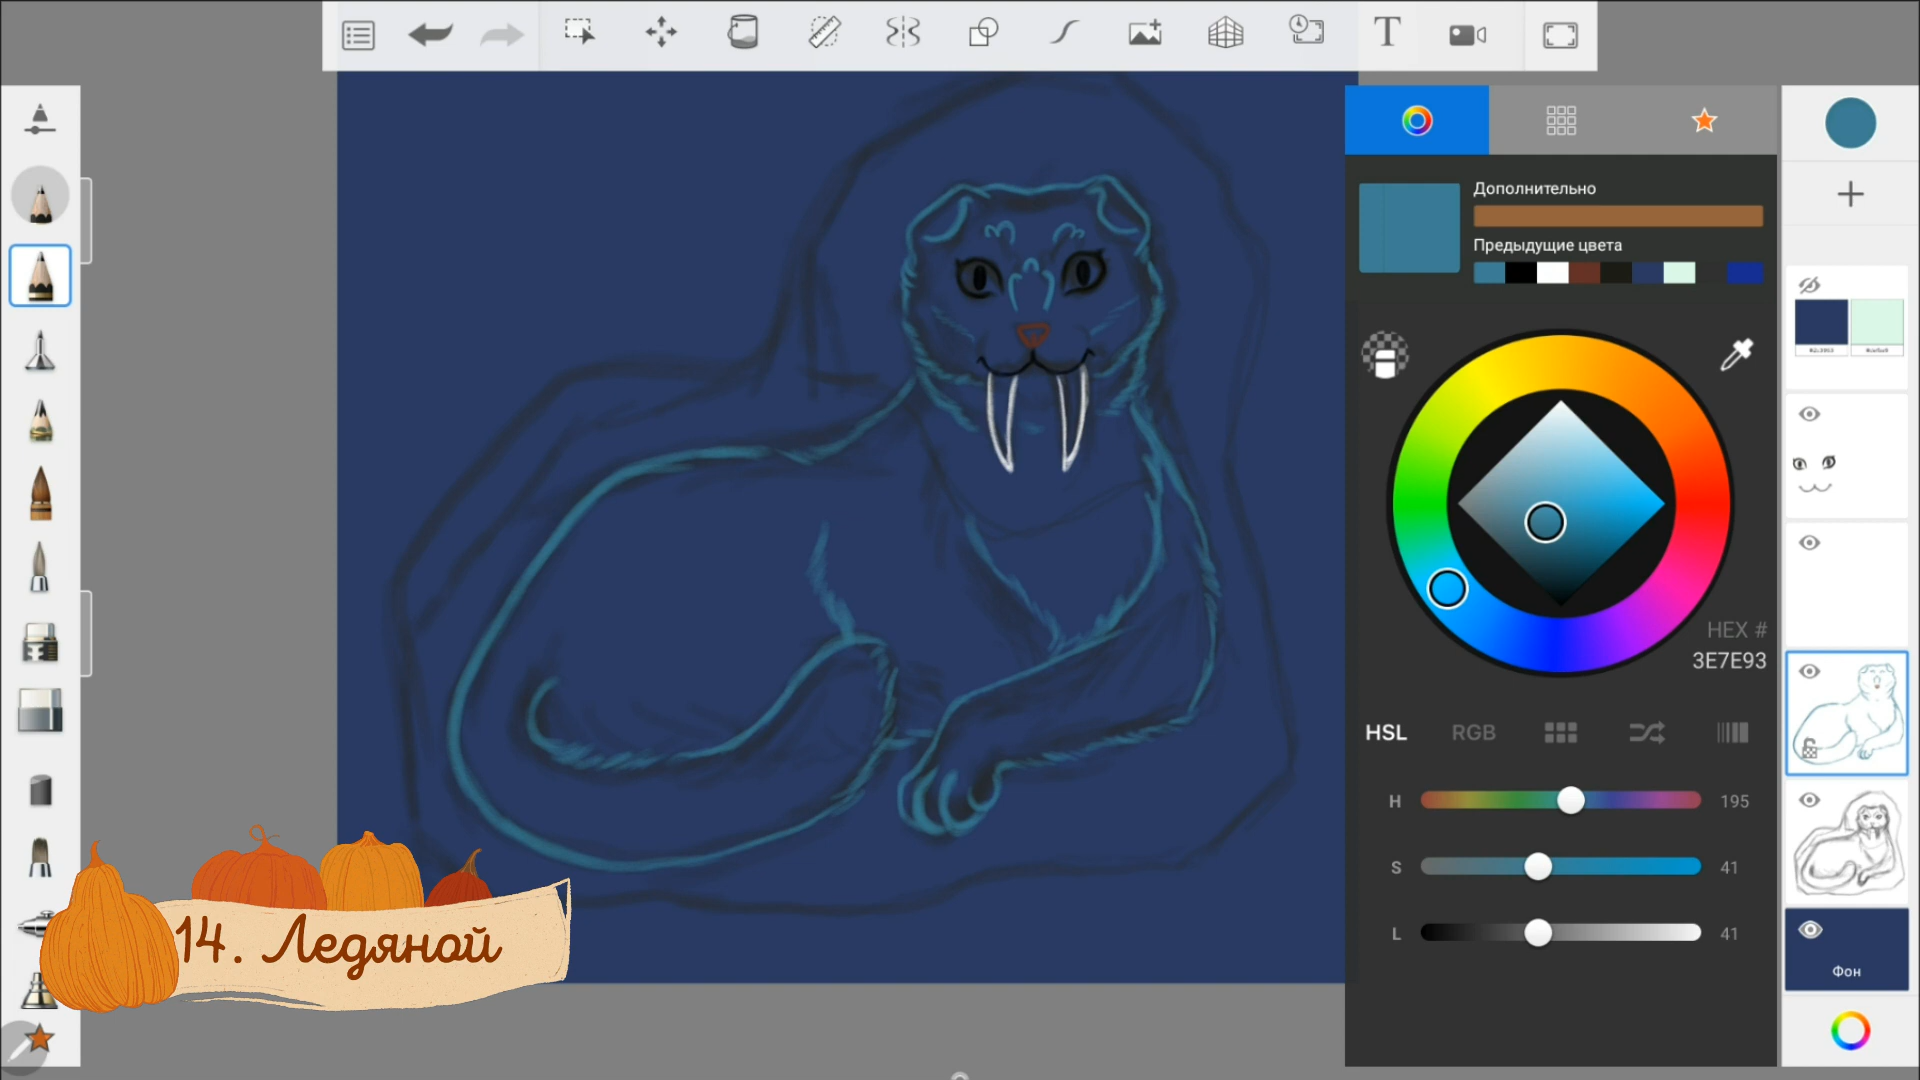 T
Дополнительно
Предыдущие цвета
HEX #
3E7E93
HSL
RGB
H
195
S
41
L
41
Фон
14. Ледяной